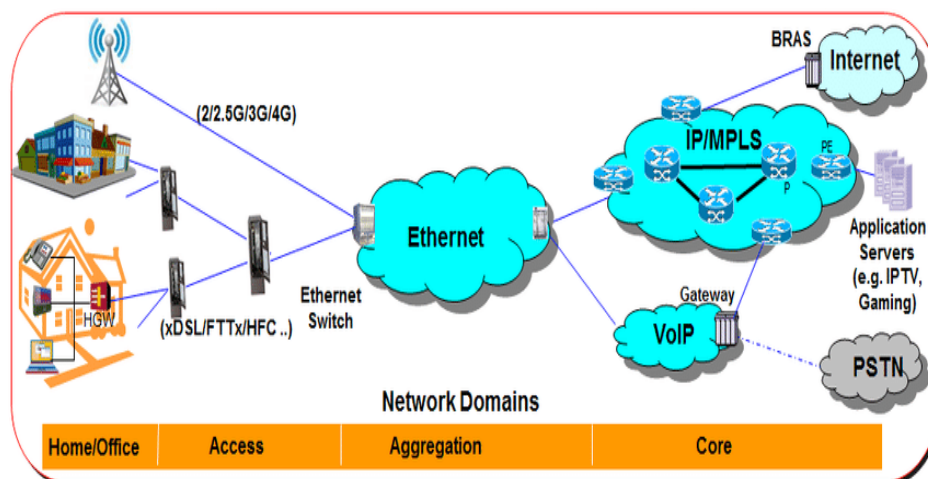 BRAS
Internet
(2/2.5G/3G/4G)
IP/MPLS
PE
P
Ethernet
Application
Servers
(e.g. IPTV,
Gaming)
Ethernet
Switch
HGW
(xDSL/FTTx/HFC ..)
Gateway
VoIP
PSTN
Network Domains
Home/Office
Access
Aggregation
Core